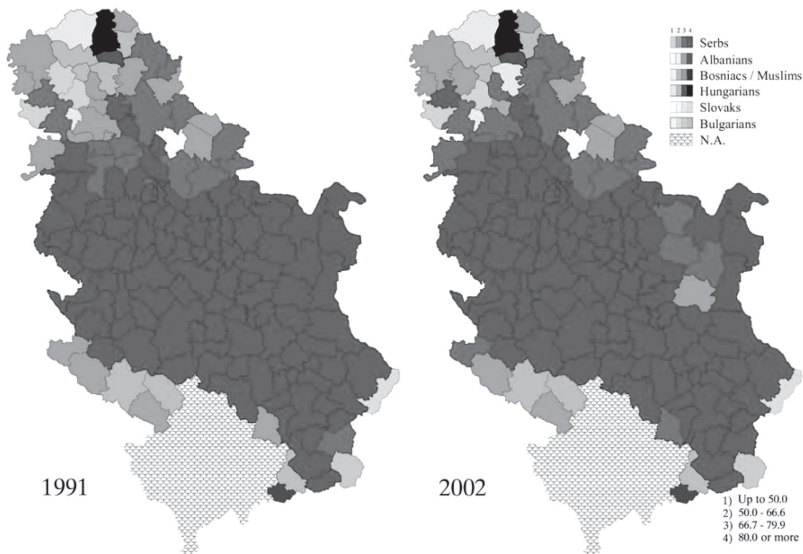 1 2 3 4
Serbs
Albanians
Bosniacs / Muslims
Hungarians
Slovaks
Bulgarians
N.A.
1991
2002
1) Up to 50.0
2) 50.0 - 66.6
3) 66.7 - 79.9
4) 80.0 or more